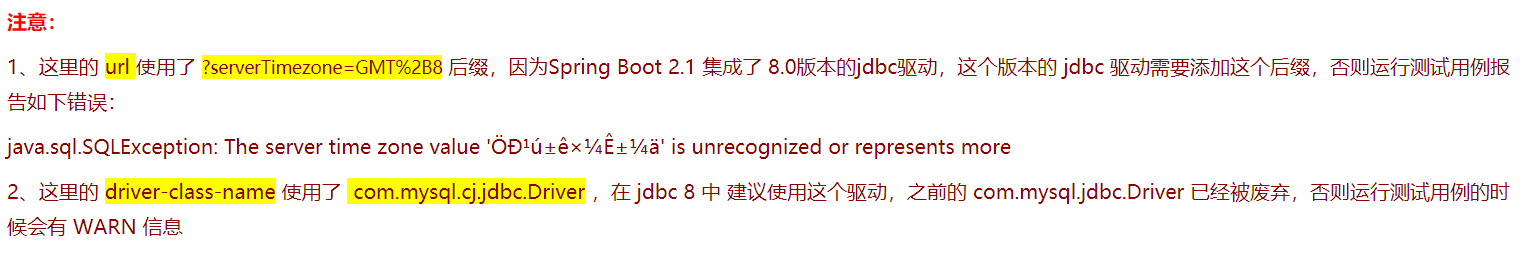 注意：
1、这里的 url 使用了 ?serverTimezone=GMT%2B8 后缀，因为Spring Boot 2.1 集成了 8.0版本的jdbc驱动，这个版本的 jdbc 驱动需要添加这个后缀，否则运行测试用例报
告如下错误：
java.sql.SQLException: The server time zone value 'ÖÐ¹ú±ê×¼Ê±¼ä' is unrecognized or represents more
2、这里的 driver-class-name 使用了 com.mysql.cj.jdbc.Driver ，在 jdbc 8 中 建议使用这个驱动，之前的 com.mysql.jdbc.Driver 已经被废弃，否则运行测试用例的时
候会有 WARN 信息